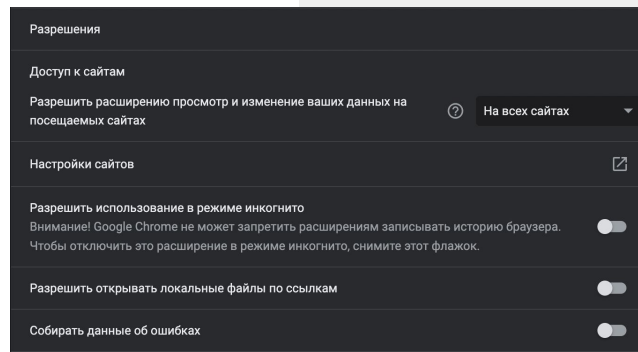 Разрешения
Доступ к сайтам
Разрешить расширению просмотр и изменение ваших данных на
посещаемых сайтах
На всех сайтах
Настройки сайтов
Разрешить использование в режиме инкогнито
Внимание! Google Chrome не может запретить расширениям записывать историю браузера.
Чтобы отключить это расширение в режиме инкогнито, снимите этот флажок.
Разрешить открывать локальные файлы по ссылкам
Собирать данные об ошибках